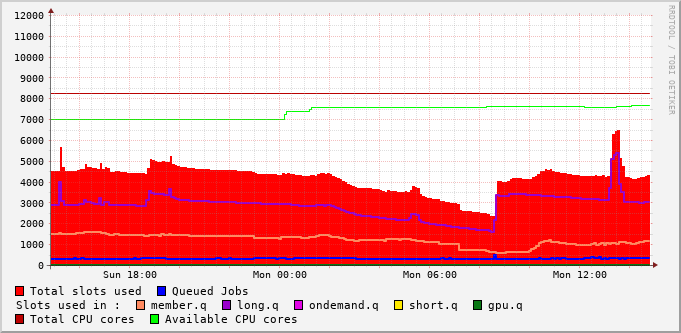 RRDTOOL / TOBI OETIKER
12000
11000
10000
9000
8000
7000
6000
5000
4000
3000
2000
1000
0
Sun 18:00 Mon 00:00 Mon 06:00 Mon 12:00
Total slots used Queued Jobs
Slots used in : member.q long.q ondemand.q short.q gpu.q
Total CPU cores Available CPU cores